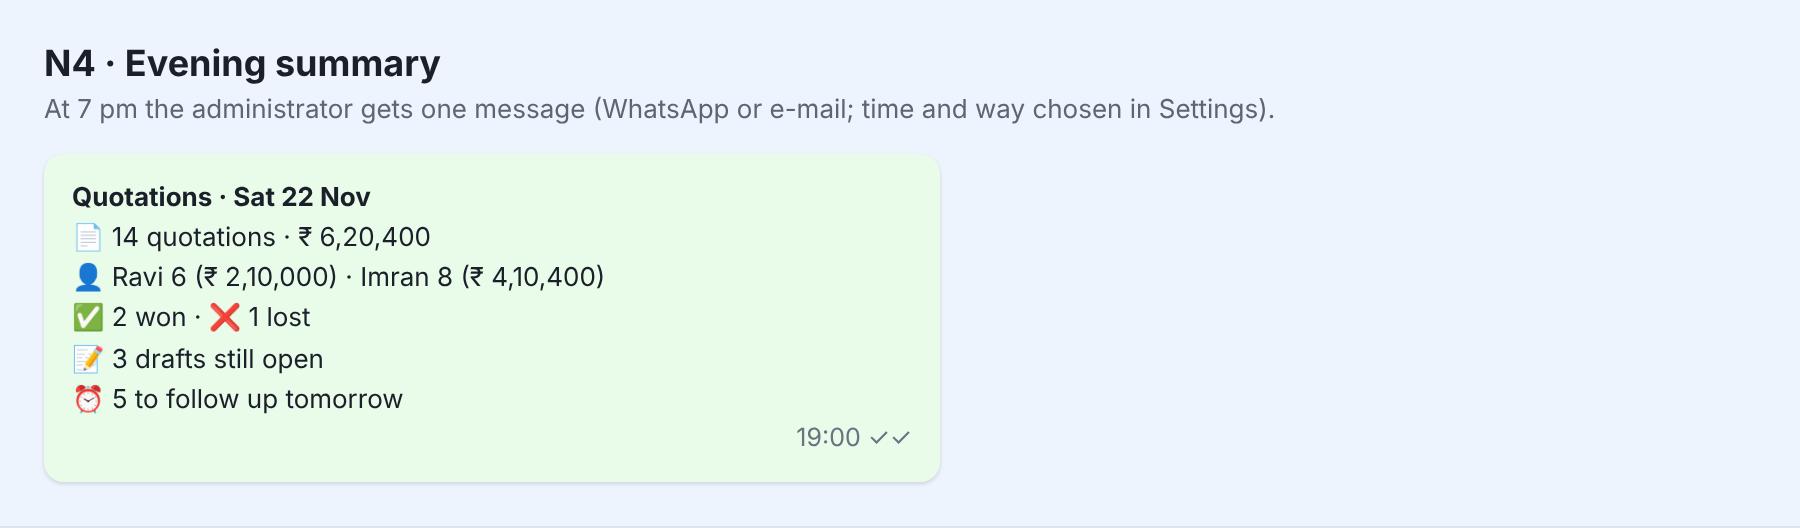 N4 · Evening summary
At 7 pm the administrator gets one message (WhatsApp or e-mail; time and way chosen in Settings).
Quotations · Sat 22 Nov
📄 14 quotations · ₹ 6,20,400
👤 Ravi 6 (₹ 2,10,000) · Imran 8 (₹ 4,10,400)
✅ 2 won · ❌ 1 lost
📝 3 drafts still open
⏰ 5 to follow up tomorrow
19:00 ✓✓